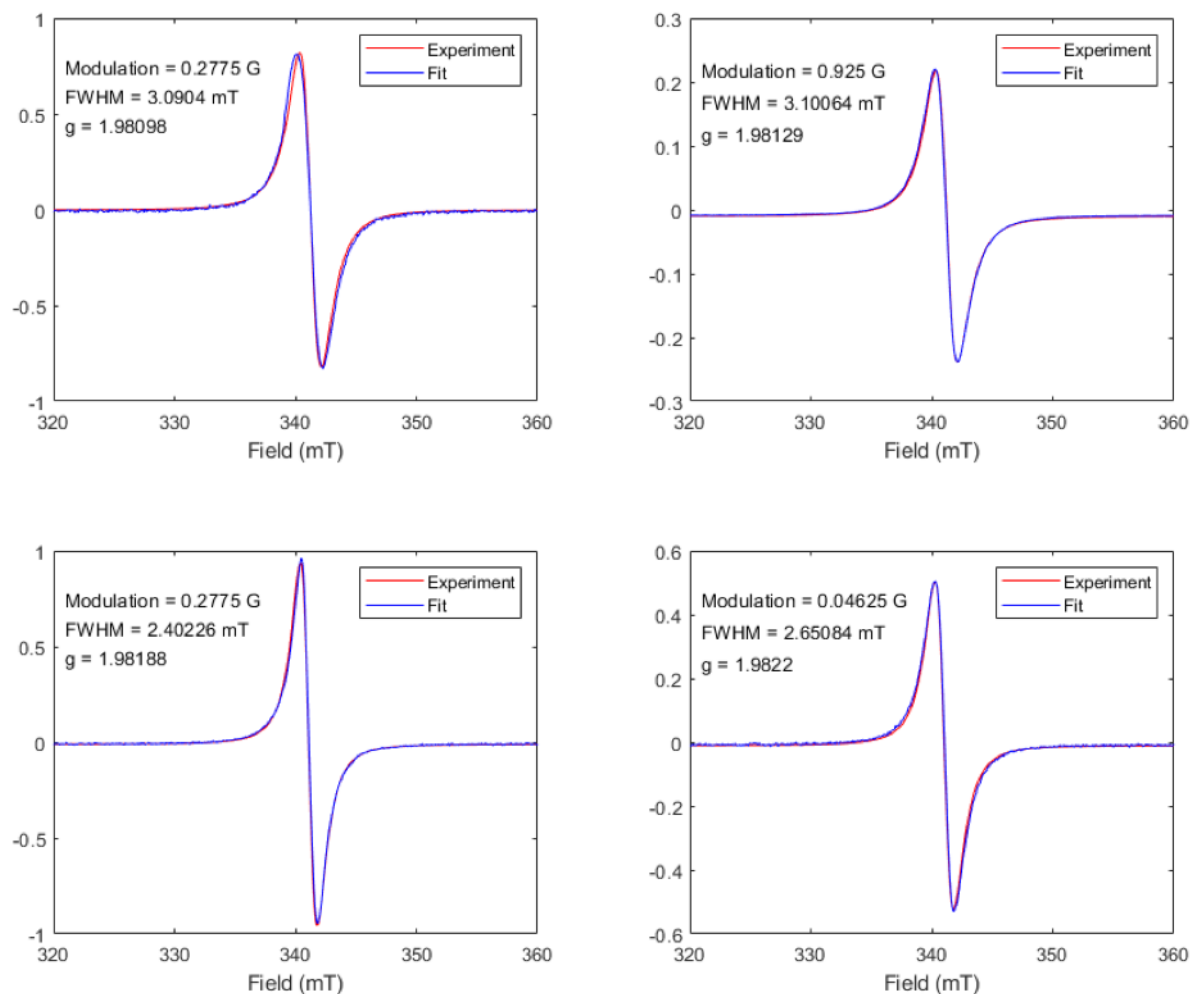 1
0.5
0
-0.5
-1
Modulation = 0.2775 G
FWHM = 3.0904 mT
g = 1.98098
Experiment
Fit
320
330
340
350
360
Field (mT)
0.3
0.2
0.1
0
-0.1
-0.2
-0.3
Modulation = 0.925 G
FWHM = 3.10064 mT
g = 1.98129
Experiment
Fit
320
330
340
350
360
Field (mT)
1
0.5
0
-0.5
-1
Modulation = 0.2775 G
FWHM = 2.40226 mT
g = 1.98188
Experiment
Fit
320
330
340
350
360
Field (mT)
0.6
0.4
0.2
0
-0.2
-0.4
-0.6
Modulation = 0.04625 G
FWHM = 2.65084 mT
g = 1.9822
Experiment
Fit
320
330
340
350
360
Field (mT)